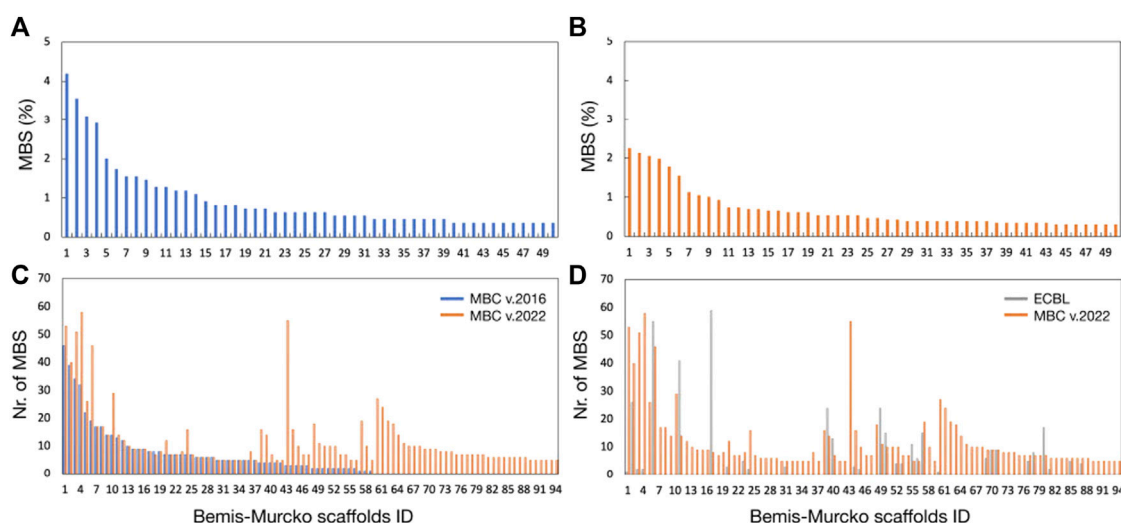 A
B
5
4
3
2
1
0
MBS (%)
1 3 5 7 9 11 13 15 17 19 21 23 25 27 29 31 33 35 37 39 41 43 45 47 49
5
4
3
2
1
0
MBS (%)
1 3 5 7 9 11 13 15 17 19 21 23 25 27 29 31 33 35 37 39 41 43 45 47 49
C
D
70
60
50
40
30
20
10
0
Nr. of MBS
MBC v.2016
MBC v.2022
1 4 7 10 13 16 19 22 25 28 31 34 37 40 43 46 49 52 55 58 61 64 67 70 73 76 79 82 85 88 91 94
Bemis-Murcko scaffolds ID
70
60
50
40
30
20
10
0
Nr. of MBS
ECBL
MBC v.2022
1 4 7 10 13 16 19 22 25 28 31 34 37 40 43 46 49 52 55 58 61 64 67 70 73 76 79 82 85 88 91 94
Bemis-Murcko scaffolds ID